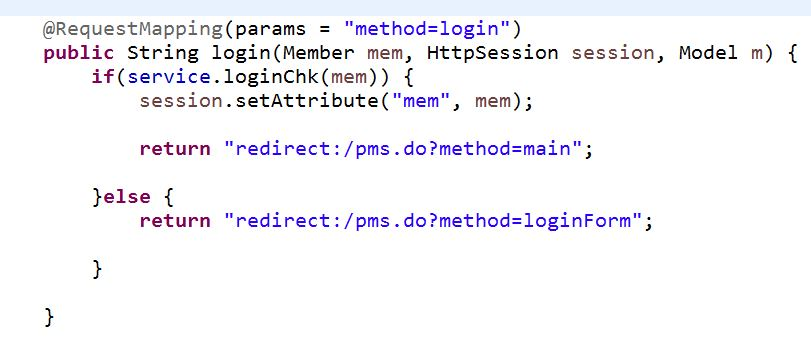 @RequestMapping(params = "method=login")
public String login(Member mem, HttpSession session, Model m) {
if(service.loginChk(mem)) {
session.setAttribute("mem", mem);
return "redirect:/pms.do?method=main";
}else {
return "redirect:/pms.do?method=loginForm";
}
}